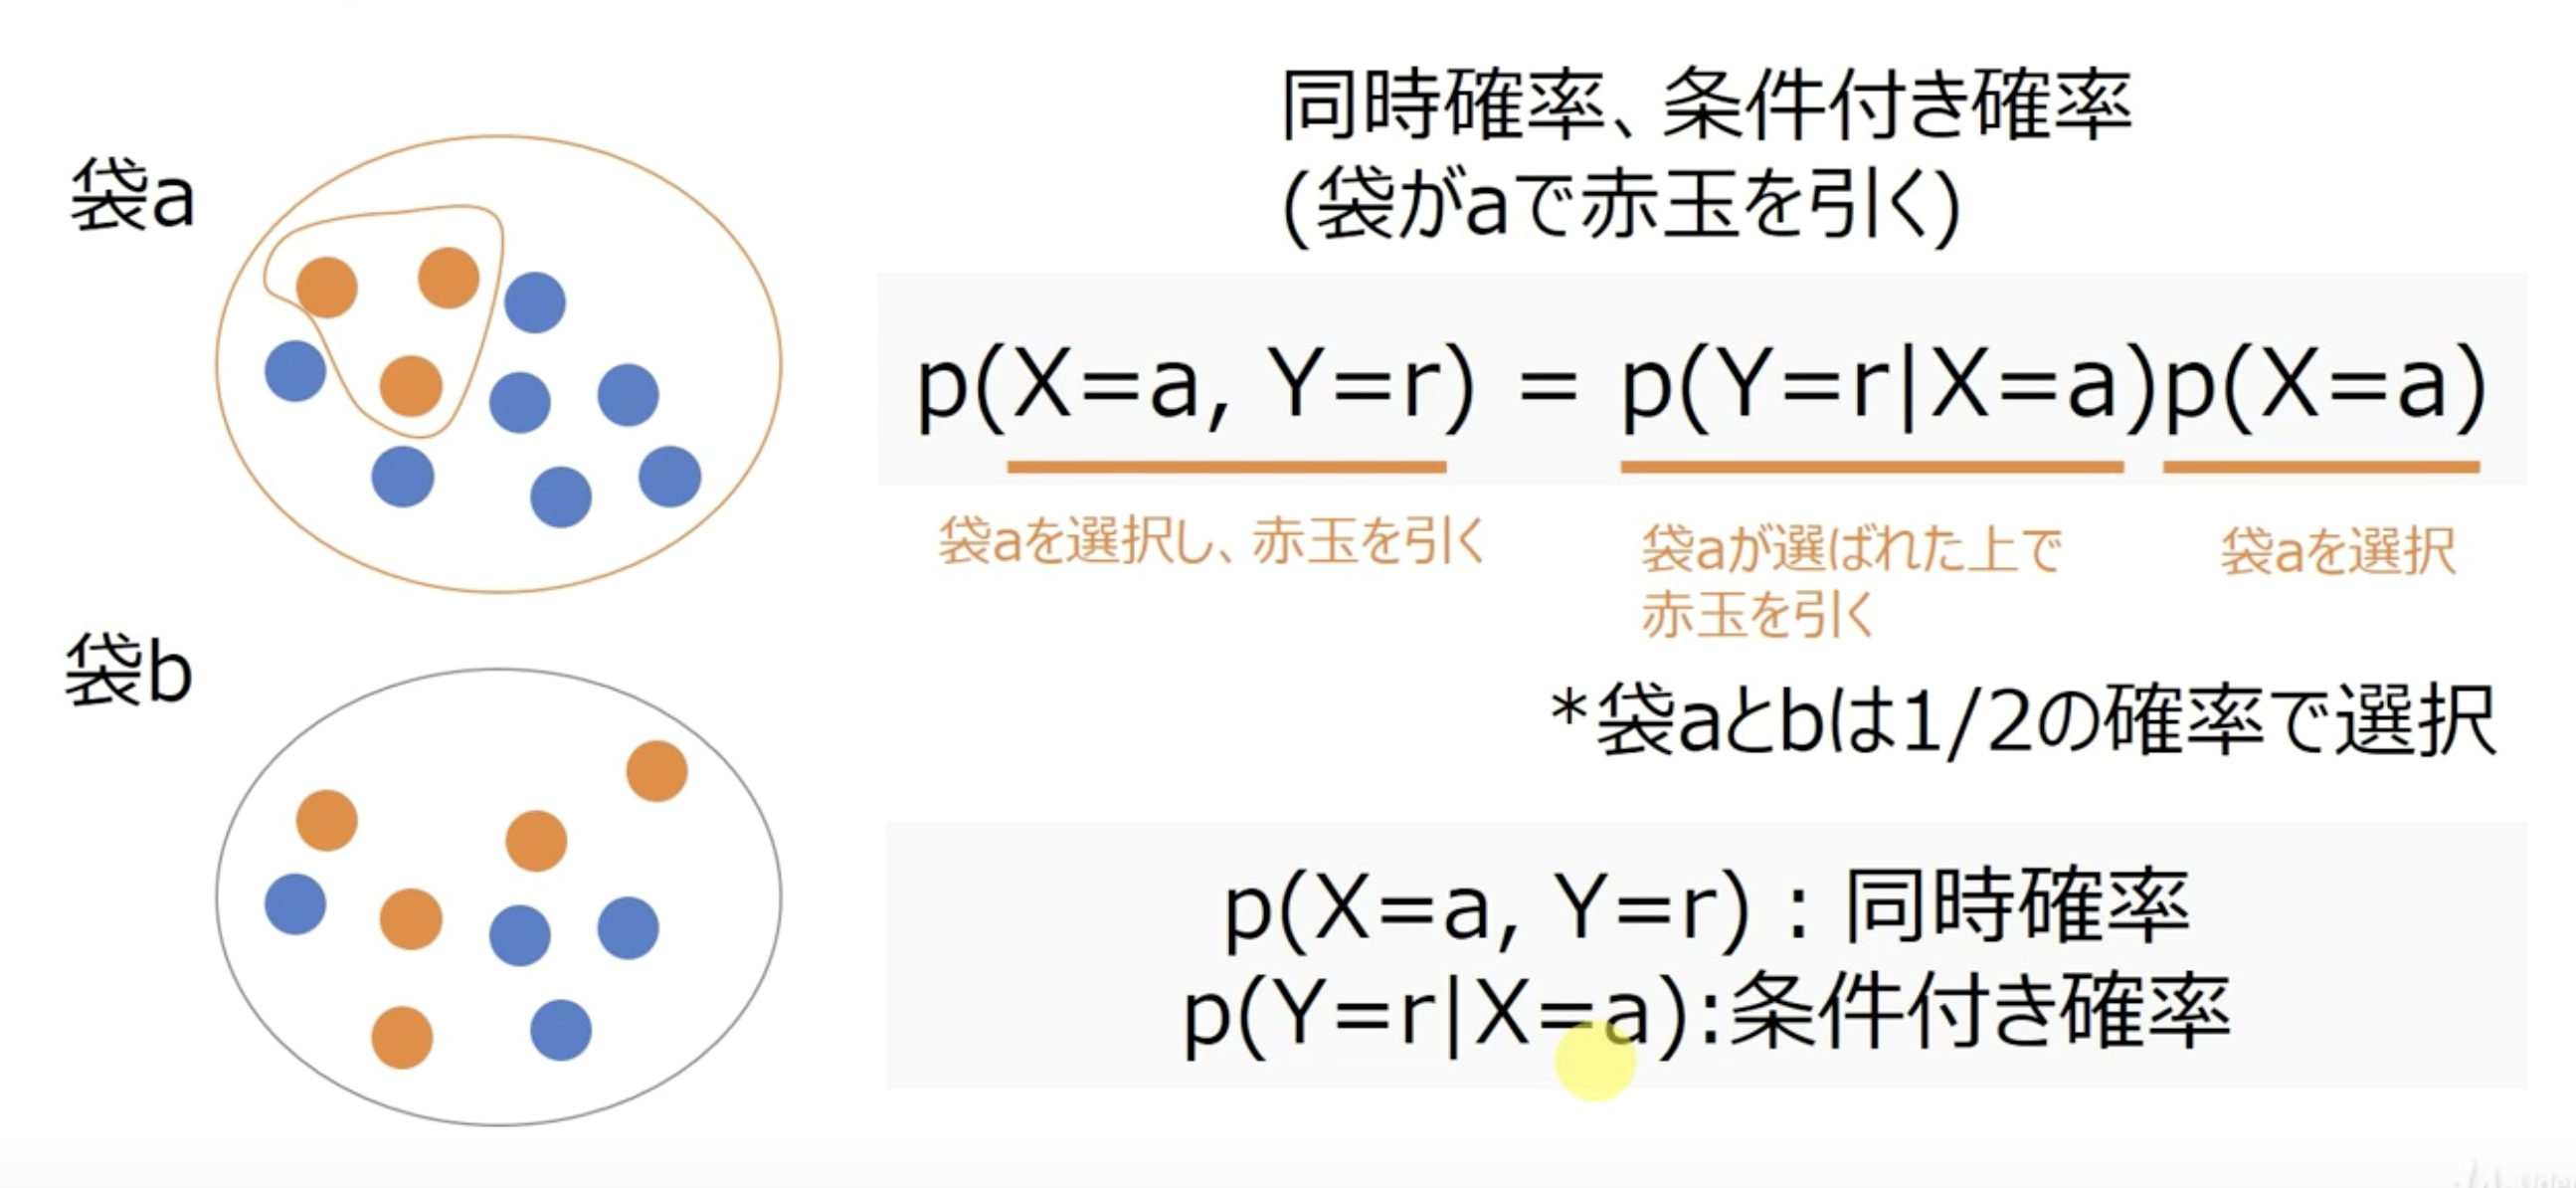 同時確率、条件付き確率
(袋がaで赤玉を引く)
袋a
p(X=a, Y=r) = p(Y=r|X=a)p(X=a)
袋aを選択し、赤玉を引く
袋aが選ばれた上で
赤玉を引く
袋aを選択
袋b
*袋aとbは1/2の確率で選択
p(X=a, Y=r) : 同時確率
p(Y=r|X=a):条件付き確率